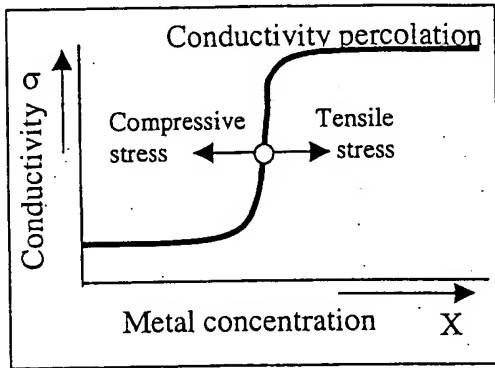 Conductivity percolation
Conductivity σ
Compressive
stress
Tensile
stress
Metal concentration X